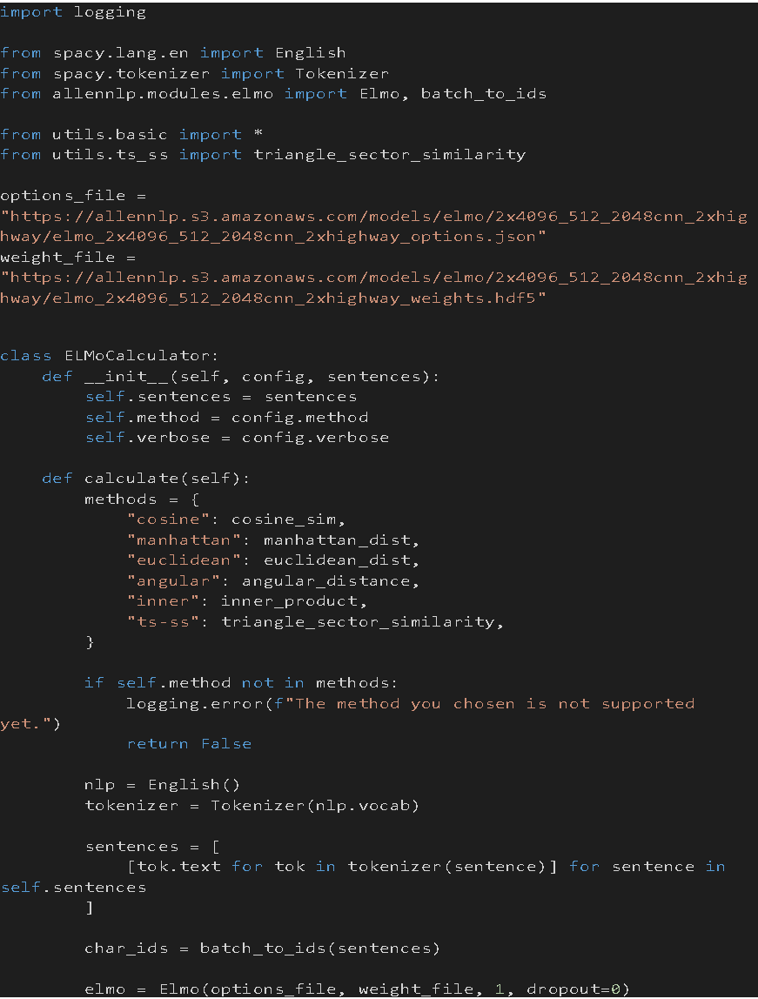 import logging

from spacy.lang.en import English
from spacy.tokenizer import Tokenizer
from allennlp.modules.elmo import Elmo, batch_to_ids

from utils.basic import *
from utils.ts_ss import triangle_sector_similarity

options_file =
"https://allennlp.s3.amazonaws.com/models/elmo/2x4096_512_2048cnn_2xhig
hway/elmo_2x4096_512_2048cnn_2xhighway_options.json"
weight_file =
"https://allennlp.s3.amazonaws.com/models/elmo/2x4096_512_2048cnn_2xhig
hway/elmo_2x4096_512_2048cnn_2xhighway_weights.hdf5"


class ELMoCalculator:
    def __init__(self, config, sentences):
        self.sentences = sentences
        self.method = config.method
        self.verbose = config.verbose

    def calculate(self):
        methods = {
            "cosine": cosine_sim,
            "manhattan": manhattan_dist,
            "euclidean": euclidean_dist,
            "angular": angular_distance,
            "inner": inner_product,
            "ts-ss": triangle_sector_similarity,
        }

        if self.method not in methods:
            logging.error(f"The method you chosen is not supported
yet.")
            return False

        nlp = English()
        tokenizer = Tokenizer(nlp.vocab)

        sentences = [
            [tok.text for tok in tokenizer(sentence)] for sentence in
self.sentences
        ]

        char_ids = batch_to_ids(sentences)

        elmo = Elmo(options_file, weight_file, 1, dropout=0)